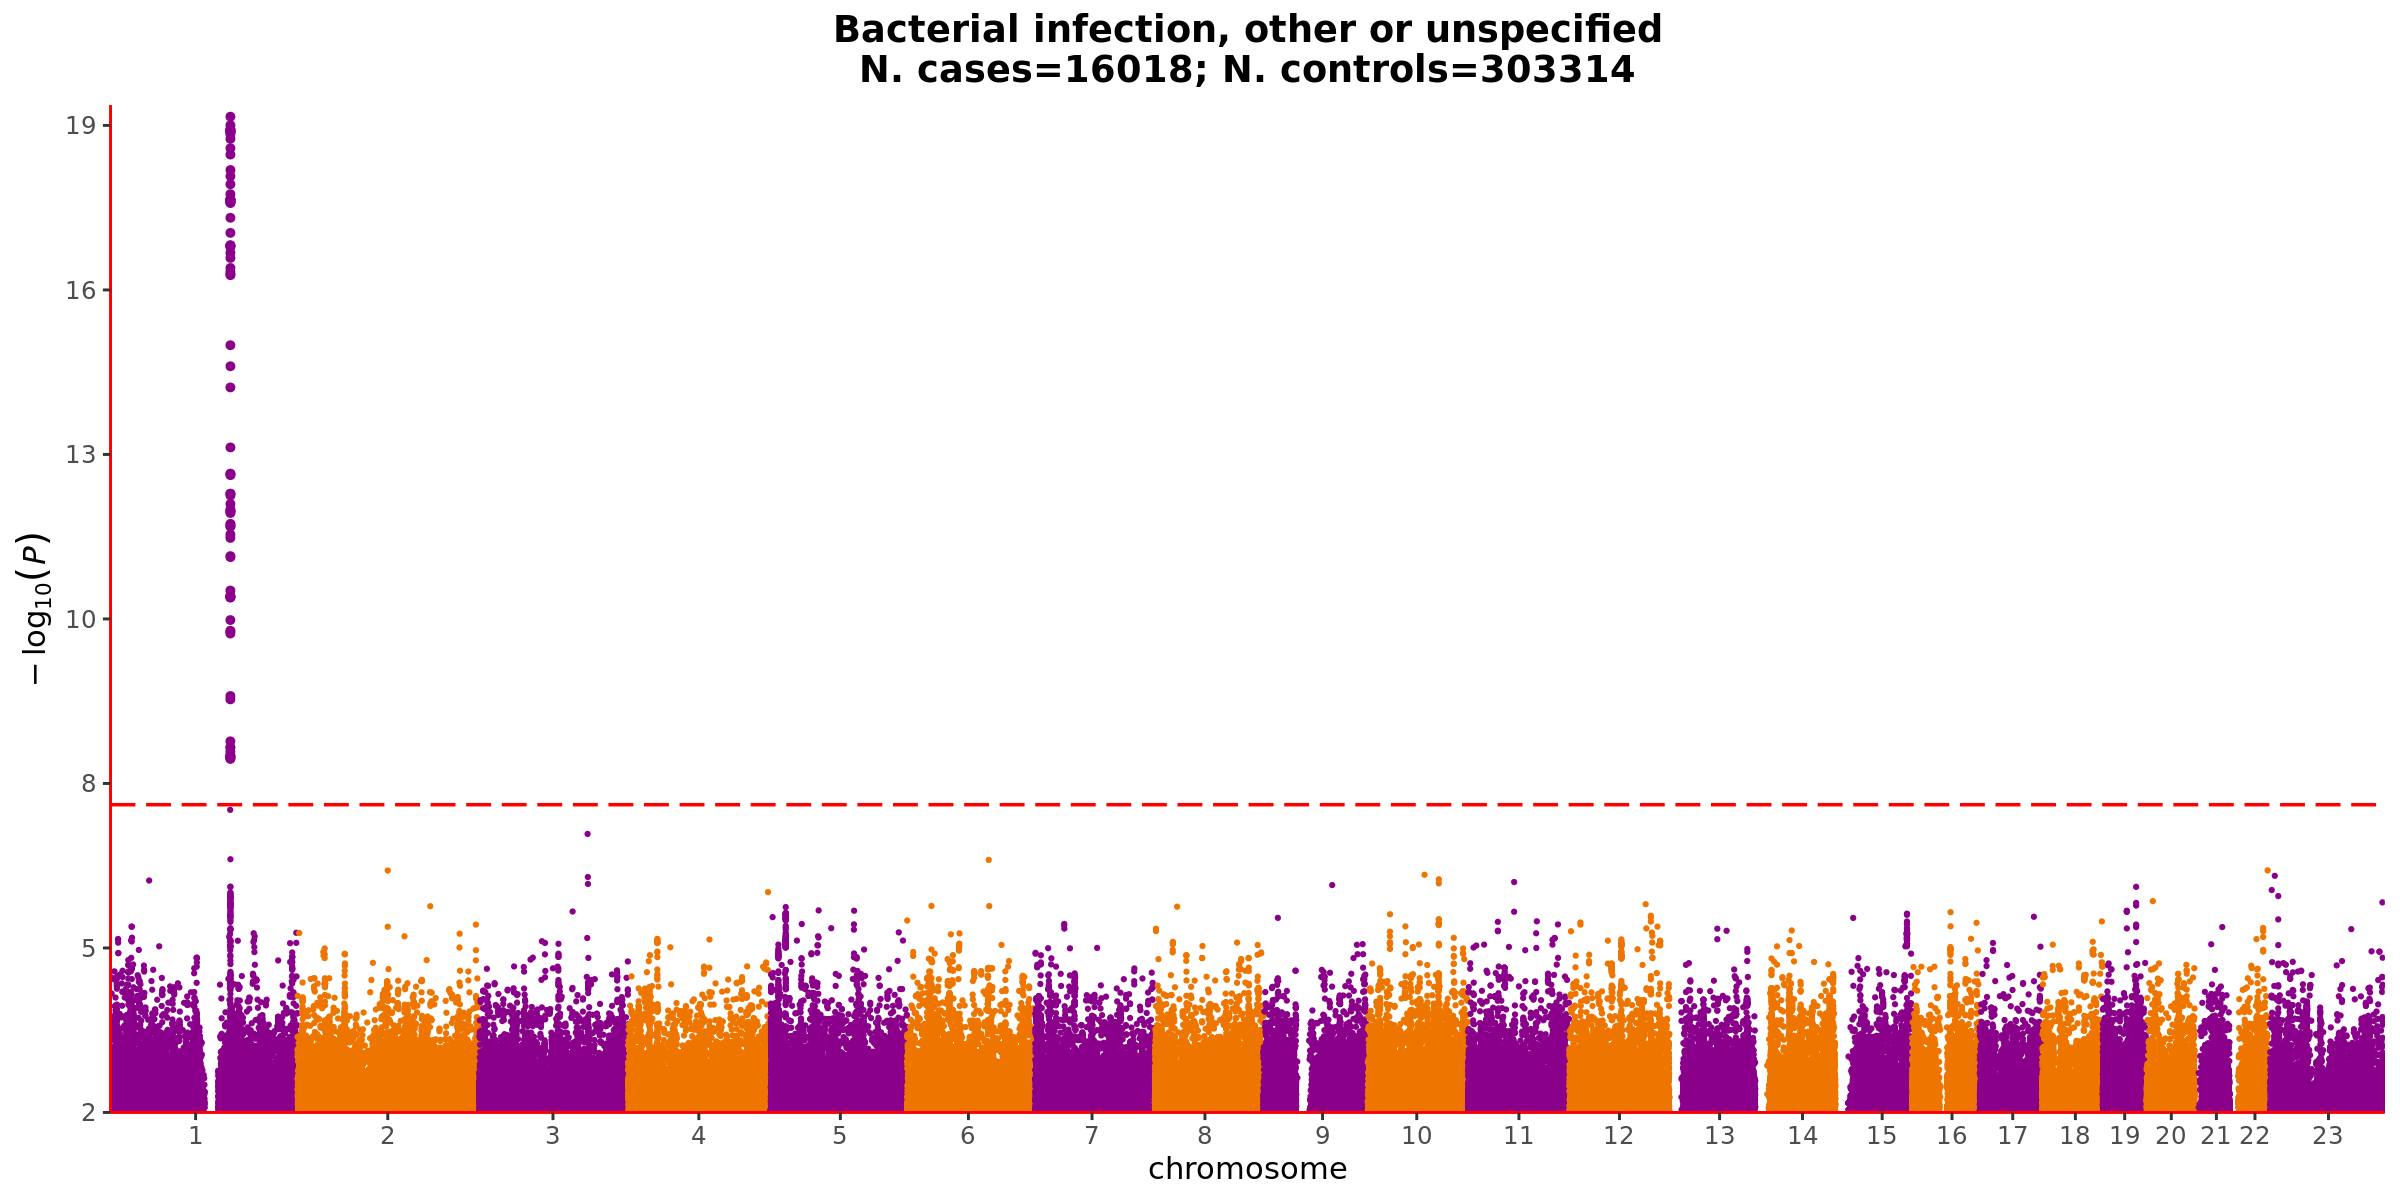 Bacterial infection, other or unspecified
N. cases=16018; N. controls=303314
19
16
13
10
8
5
2
−log10(P)
1 2 3 4 5 6 7 8 9 10 11 12 13 14 15 16 17 18 19 20 21 22 23
chromosome